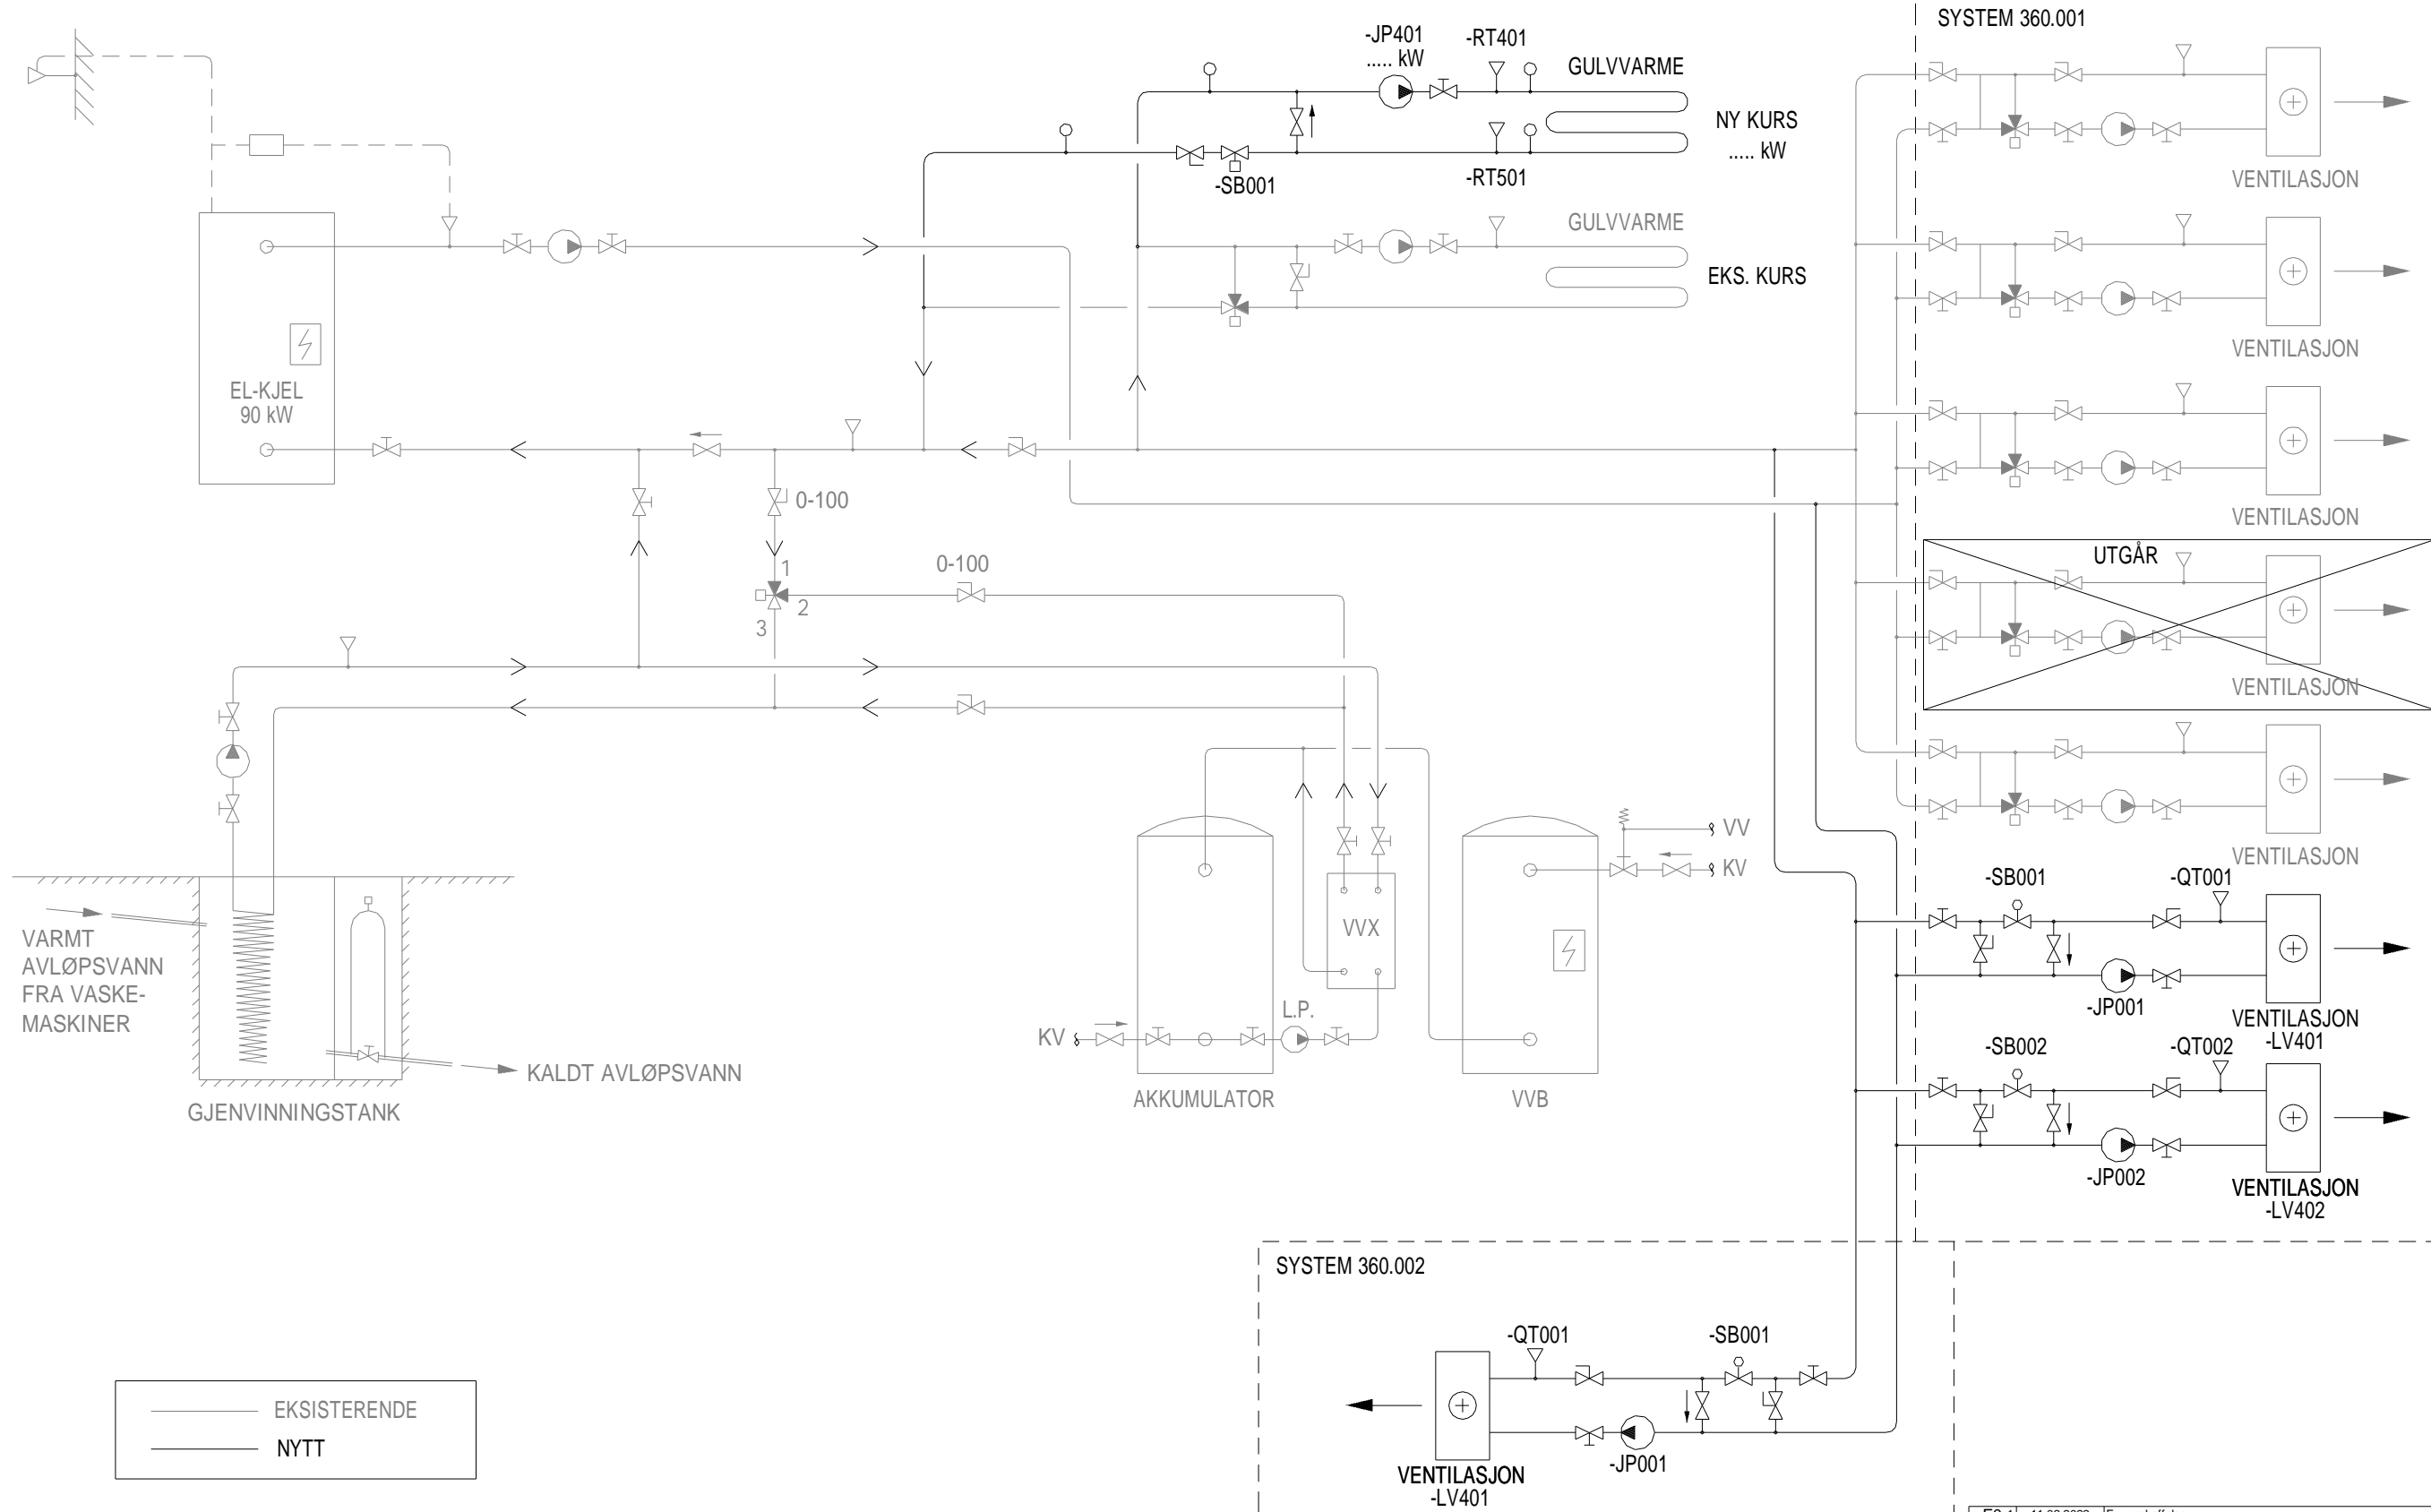 SYSTEM 360.001
-JP401
..... kW
-RT401
GULVVARME
NY KURS
..... kW
-SB001
-RT501
VENTILASJON
GULVVARME
EKS. KURS
VENTILASJON
EL-KJEL
90 kW
0-100
VENTILASJON
UTGÅR
0-100
1
2
3
VENTILASJON
VV
KV
VENTILASJON
-SB001
-QT001
VVX
VARMT
AVLØPSVANN
FRA VASKE-
MASKINER
L.P.
KV
-JP001
VENTILASJON
-LV401
KALDT AVLØPSVANN
GJENVINNINGSTANK
AKKUMULATOR
VVB
-SB002
-QT002
-JP002
VENTILASJON
-LV402
SYSTEM 360.002
-QT001
-SB001
-JP001
VENTILASJON
-LV401
EKSISTERENDE
NYTT